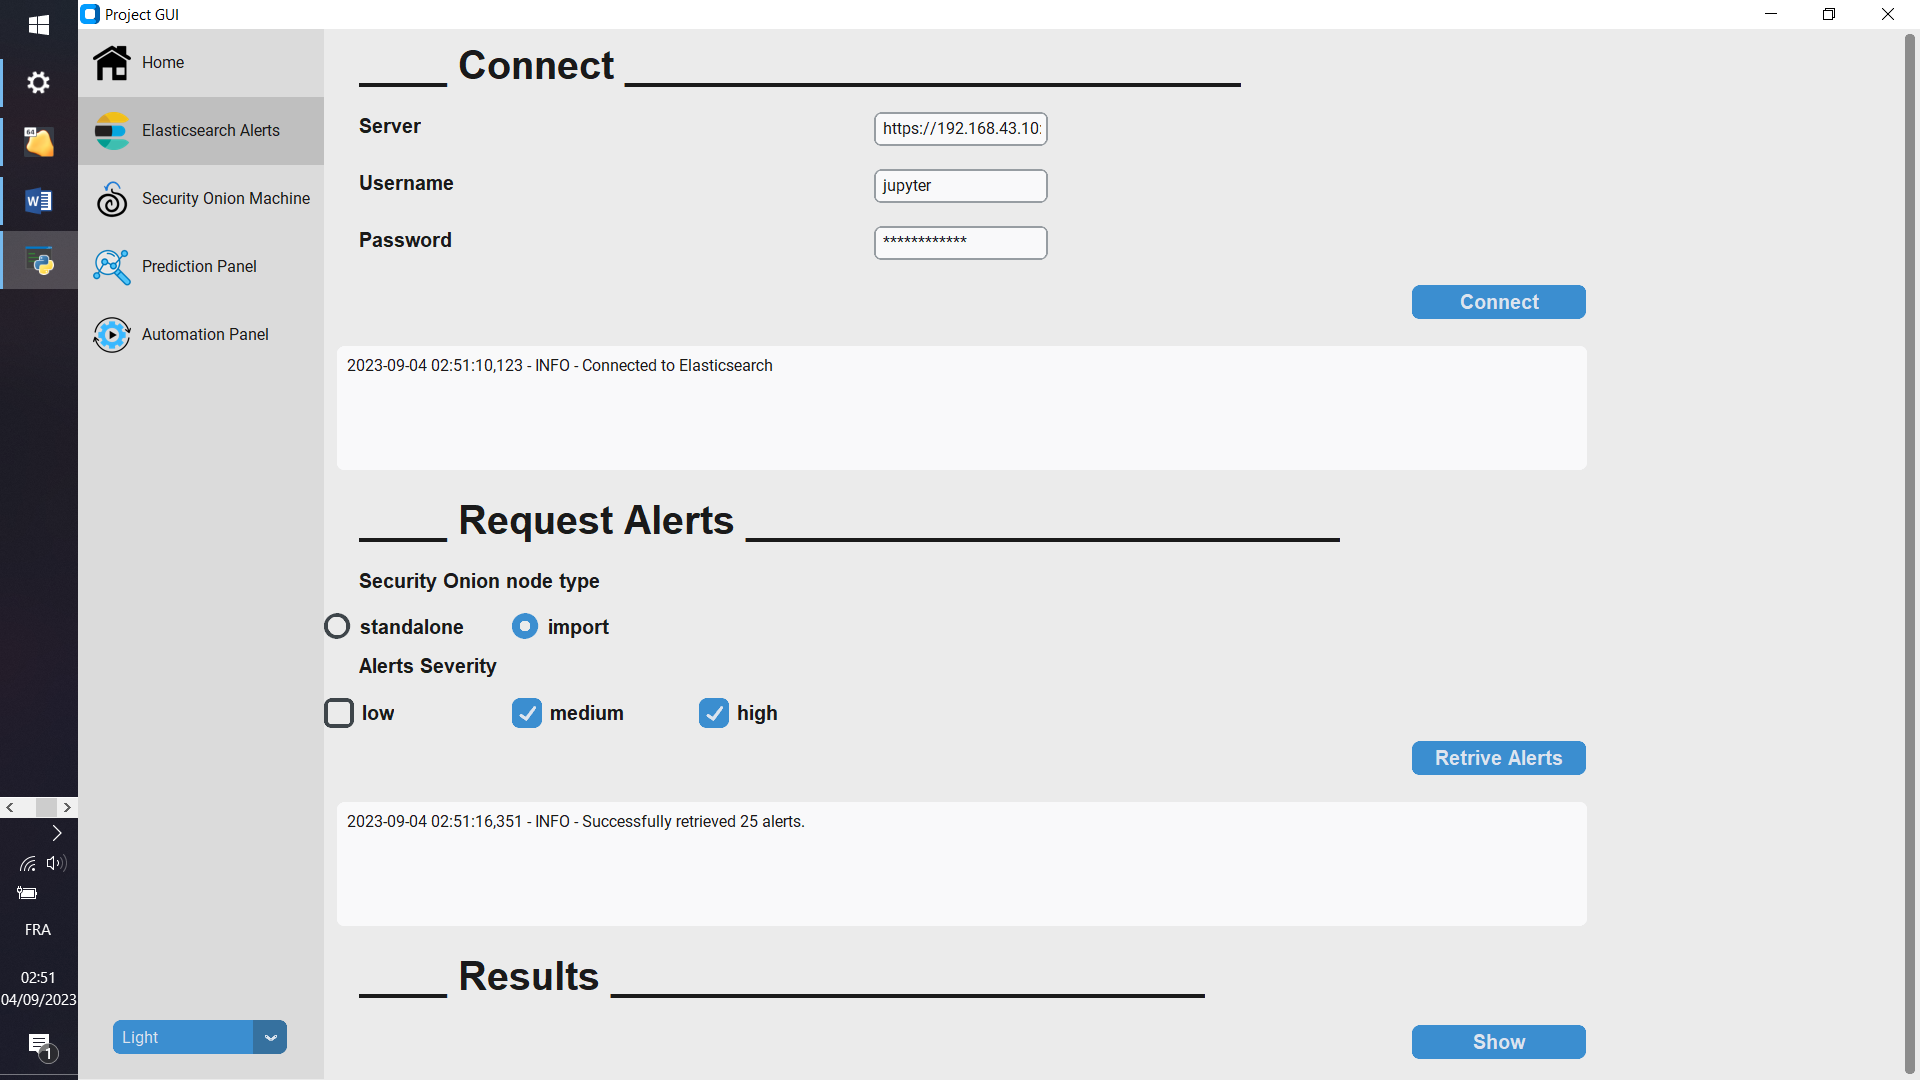 Project GUI
Home
Elasticsearch Alerts
Security Onion Machine
Prediction Panel
Automation Panel
Light
Connect
Server
https://192.168.43.10:
Username
jupyter
Password
************
Connect
2023-09-04 02:51:10,123 - INFO - Connected to Elasticsearch
Request Alerts
Security Onion node type
standalone import
Alerts Severity
low medium high
Retrive Alerts
2023-09-04 02:51:16,351 - INFO - Successfully retrieved 25 alerts.
Results
Show
64
W
FRA
02:51
04/09/2023
1